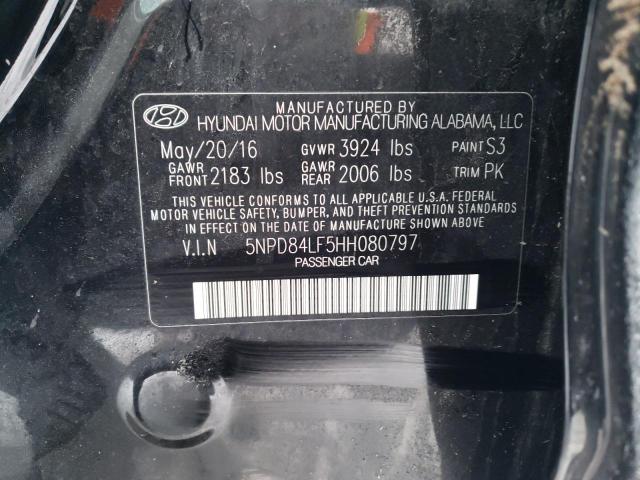 MANUFACTURED BY
HYUNDAI MOTOR MANUFACTURING ALABAMA, LLC
May/20/16 GVWR 3924 lbs PAINT S3
GAWR FRONT 2183 lbs GAWR REAR 2006 lbs TRIM PK
THIS VEHICLE CONFORMS TO ALL APPLICABLE U.S.A. FEDERAL
MOTOR VEHICLE SAFETY, BUMPER, AND THEFT PREVENTION STANDARDS
IN EFFECT ON THE DATE OF MANUFACTURE SHOWN ABOVE.
V.I.N 5NPD84LF5HH080797
PASSENGER CAR